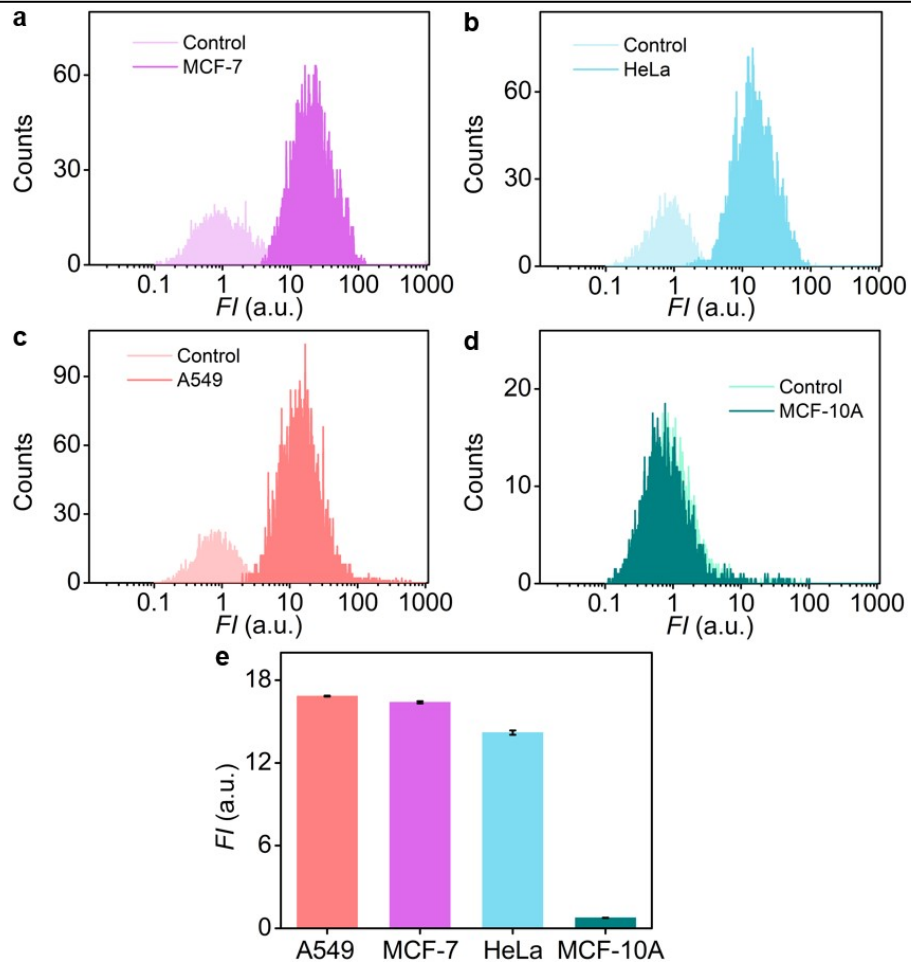 a
Control
MCF-7
60
30
0
Counts
0.1 1 10 100 1000
FI (a.u.)
b
Control
HeLa
60
30
0
Counts
0.1 1 10 100 1000
FI (a.u.)
c
Control
A549
90
60
30
0
Counts
0.1 1 10 100 1000
FI (a.u.)
d
Control
MCF-10A
20
10
0
Counts
0.1 1 10 100 1000
FI (a.u.)
e
18
12
6
0
FI (a.u.)
A549 MCF-7 HeLa MCF-10A